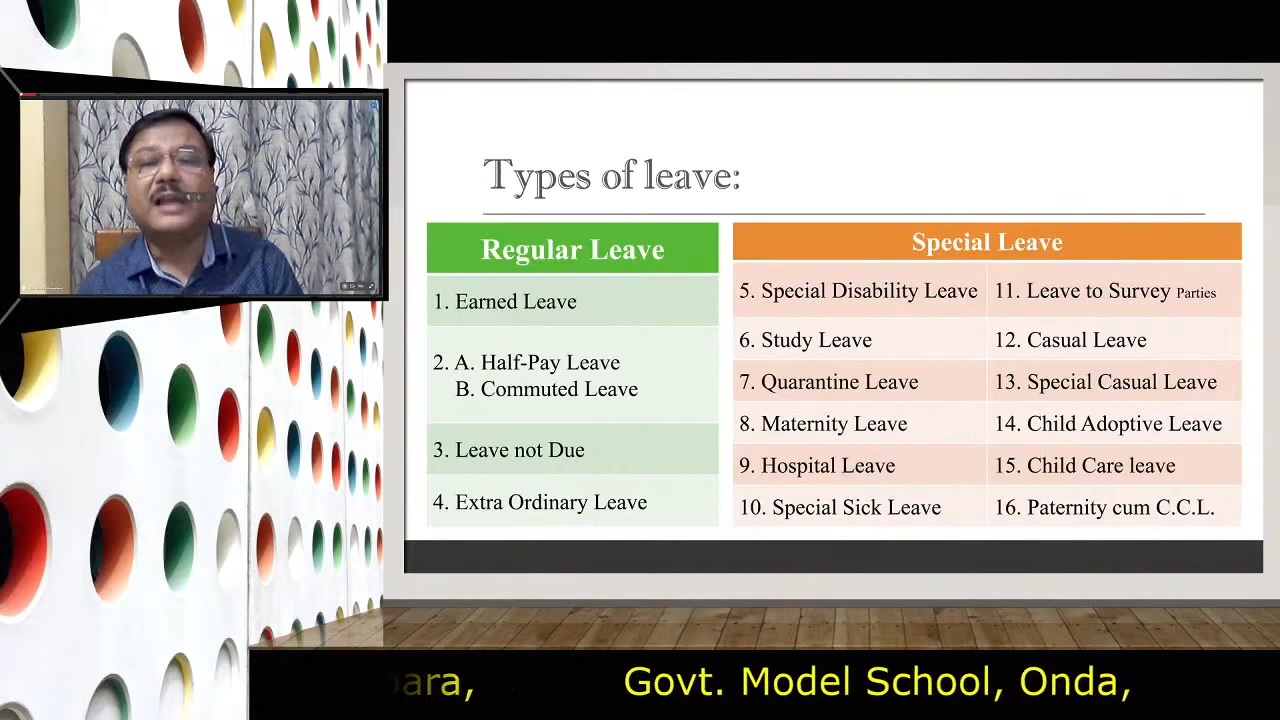 Types of leave:
Regular Leave
1. Earned Leave
2. A. Half-Pay Leave
B. Commuted Leave
3. Leave not Due
4. Extra Ordinary Leave
Special Leave
5. Special Disability Leave
6. Study Leave
7. Quarantine Leave
8. Maternity Leave
9. Hospital Leave
10. Special Sick Leave
11. Leave to Survey Parties
12. Casual Leave
13. Special Casual Leave
14. Child Adoptive Leave
15. Child Care leave
16. Paternity cum C.C.L.
Govt. Model School, Onda,